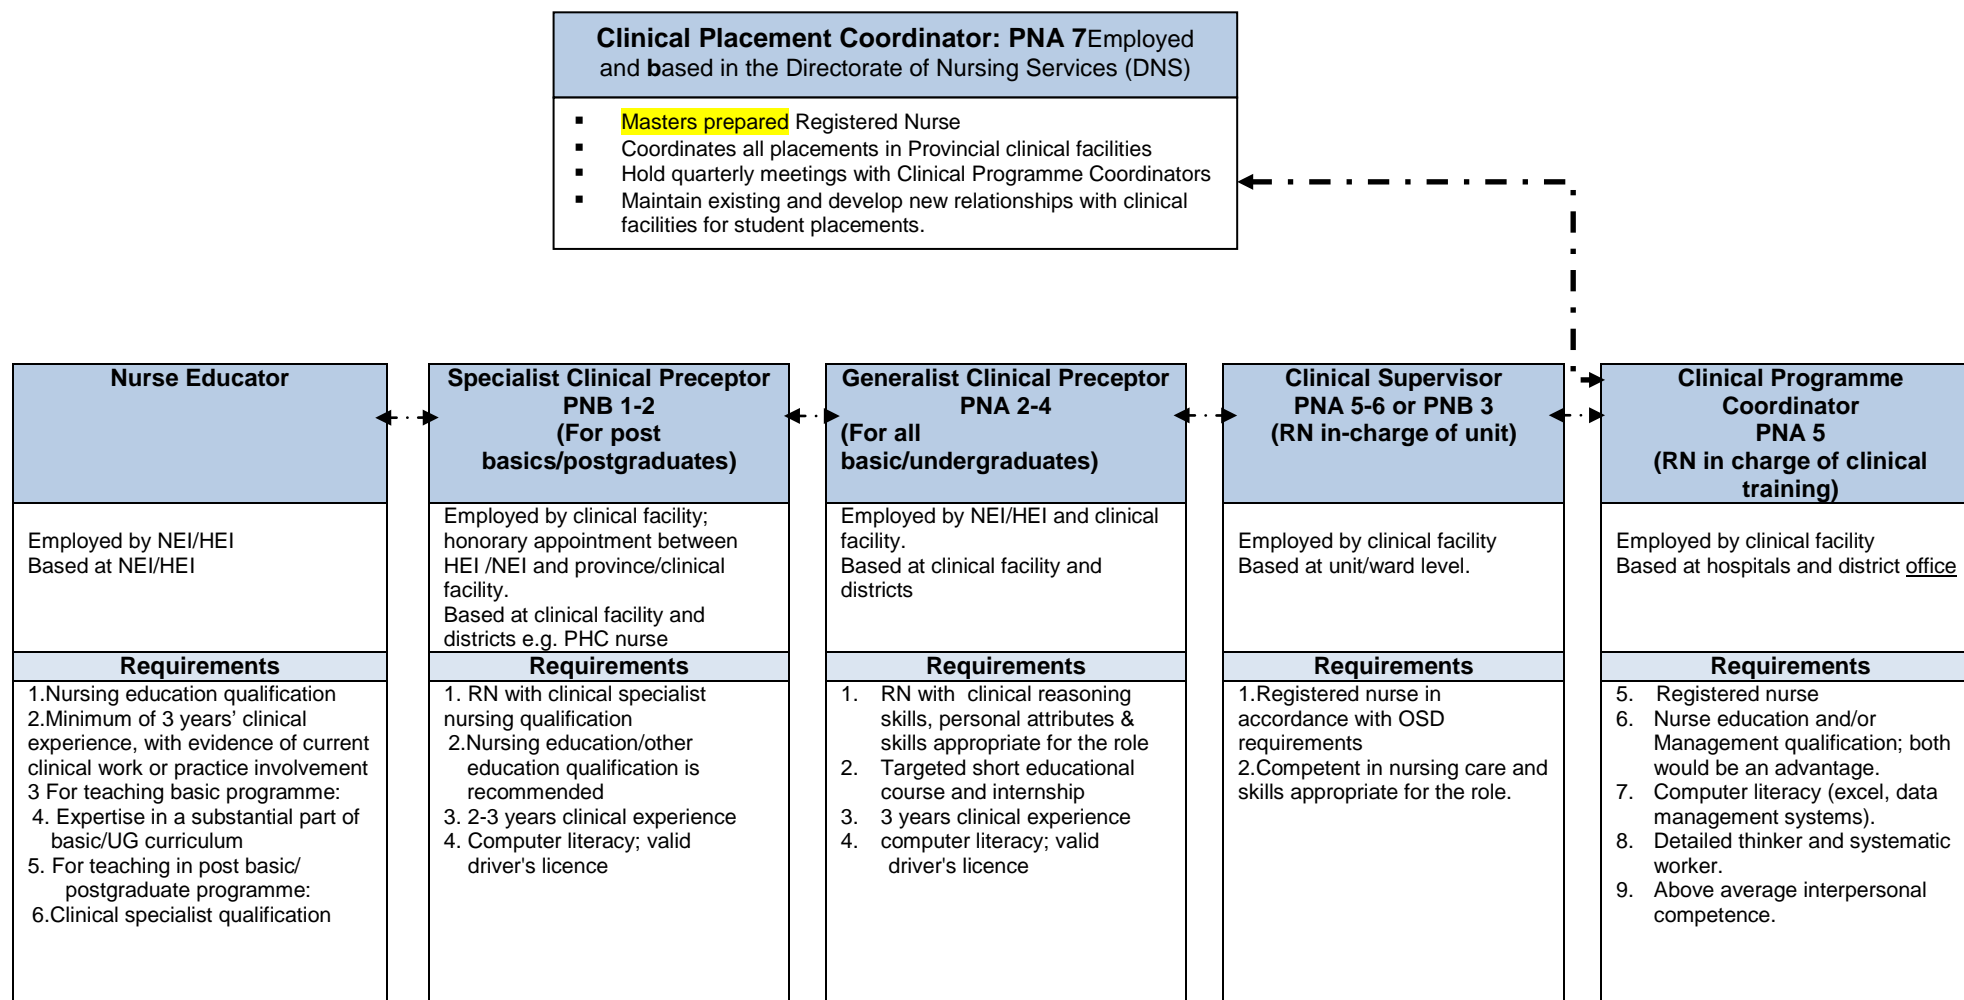 Clinical Placement Coordinator: PNA 7Employed
and based in the Directorate of Nursing Services (DNS)
▪ Masters prepared Registered Nurse
▪ Coordinates all placements in Provincial clinical facilities
▪ Hold quarterly meetings with Clinical Programme Coordinators
▪ Maintain existing and develop new relationships with clinical
facilities for student placements.
Nurse Educator
Employed by NEI/HEI
Based at NEI/HEI
Requirements
1.Nursing education qualification
2.Minimum of 3 years’ clinical
experience, with evidence of current
clinical work or practice involvement
3 For teaching basic programme:
4. Expertise in a substantial part of
basic/UG curriculum
5. For teaching in post basic/
postgraduate programme:
6.Clinical specialist qualification
Specialist Clinical Preceptor
PNB 1-2
(For post
basics/postgraduates)
Employed by clinical facility;
honorary appointment between
HEI /NEI and province/clinical
facility.
Based at clinical facility and
districts e.g. PHC nurse
Requirements
1. RN with clinical specialist
nursing qualification
2.Nursing education/other
education qualification is
recommended
3. 2-3 years clinical experience
4. Computer literacy; valid
driver's licence
Generalist Clinical Preceptor
PNA 2-4
(For all
basic/undergraduates)
Employed by NEI/HEI and clinical
facility.
Based at clinical facility and
districts
Requirements
1. RN with clinical reasoning
skills, personal attributes &
skills appropriate for the role
2. Targeted short educational
course and internship
3. 3 years clinical experience
4. computer literacy; valid
driver's licence
Clinical Supervisor
PNA 5-6 or PNB 3
(RN in-charge of unit)
Employed by clinical facility
Based at unit/ward level.
Requirements
1.Registered nurse in
accordance with OSD
requirements
2.Competent in nursing care and
skills appropriate for the role.
Clinical Programme
Coordinator
PNA 5
(RN in charge of clinical
training)
Employed by clinical facility
Based at hospitals and district office
Requirements
5. Registered nurse
6. Nurse education and/or
Management qualification; both
would be an advantage.
7. Computer literacy (excel, data
management systems).
8. Detailed thinker and systematic
worker.
9. Above average interpersonal
competence.